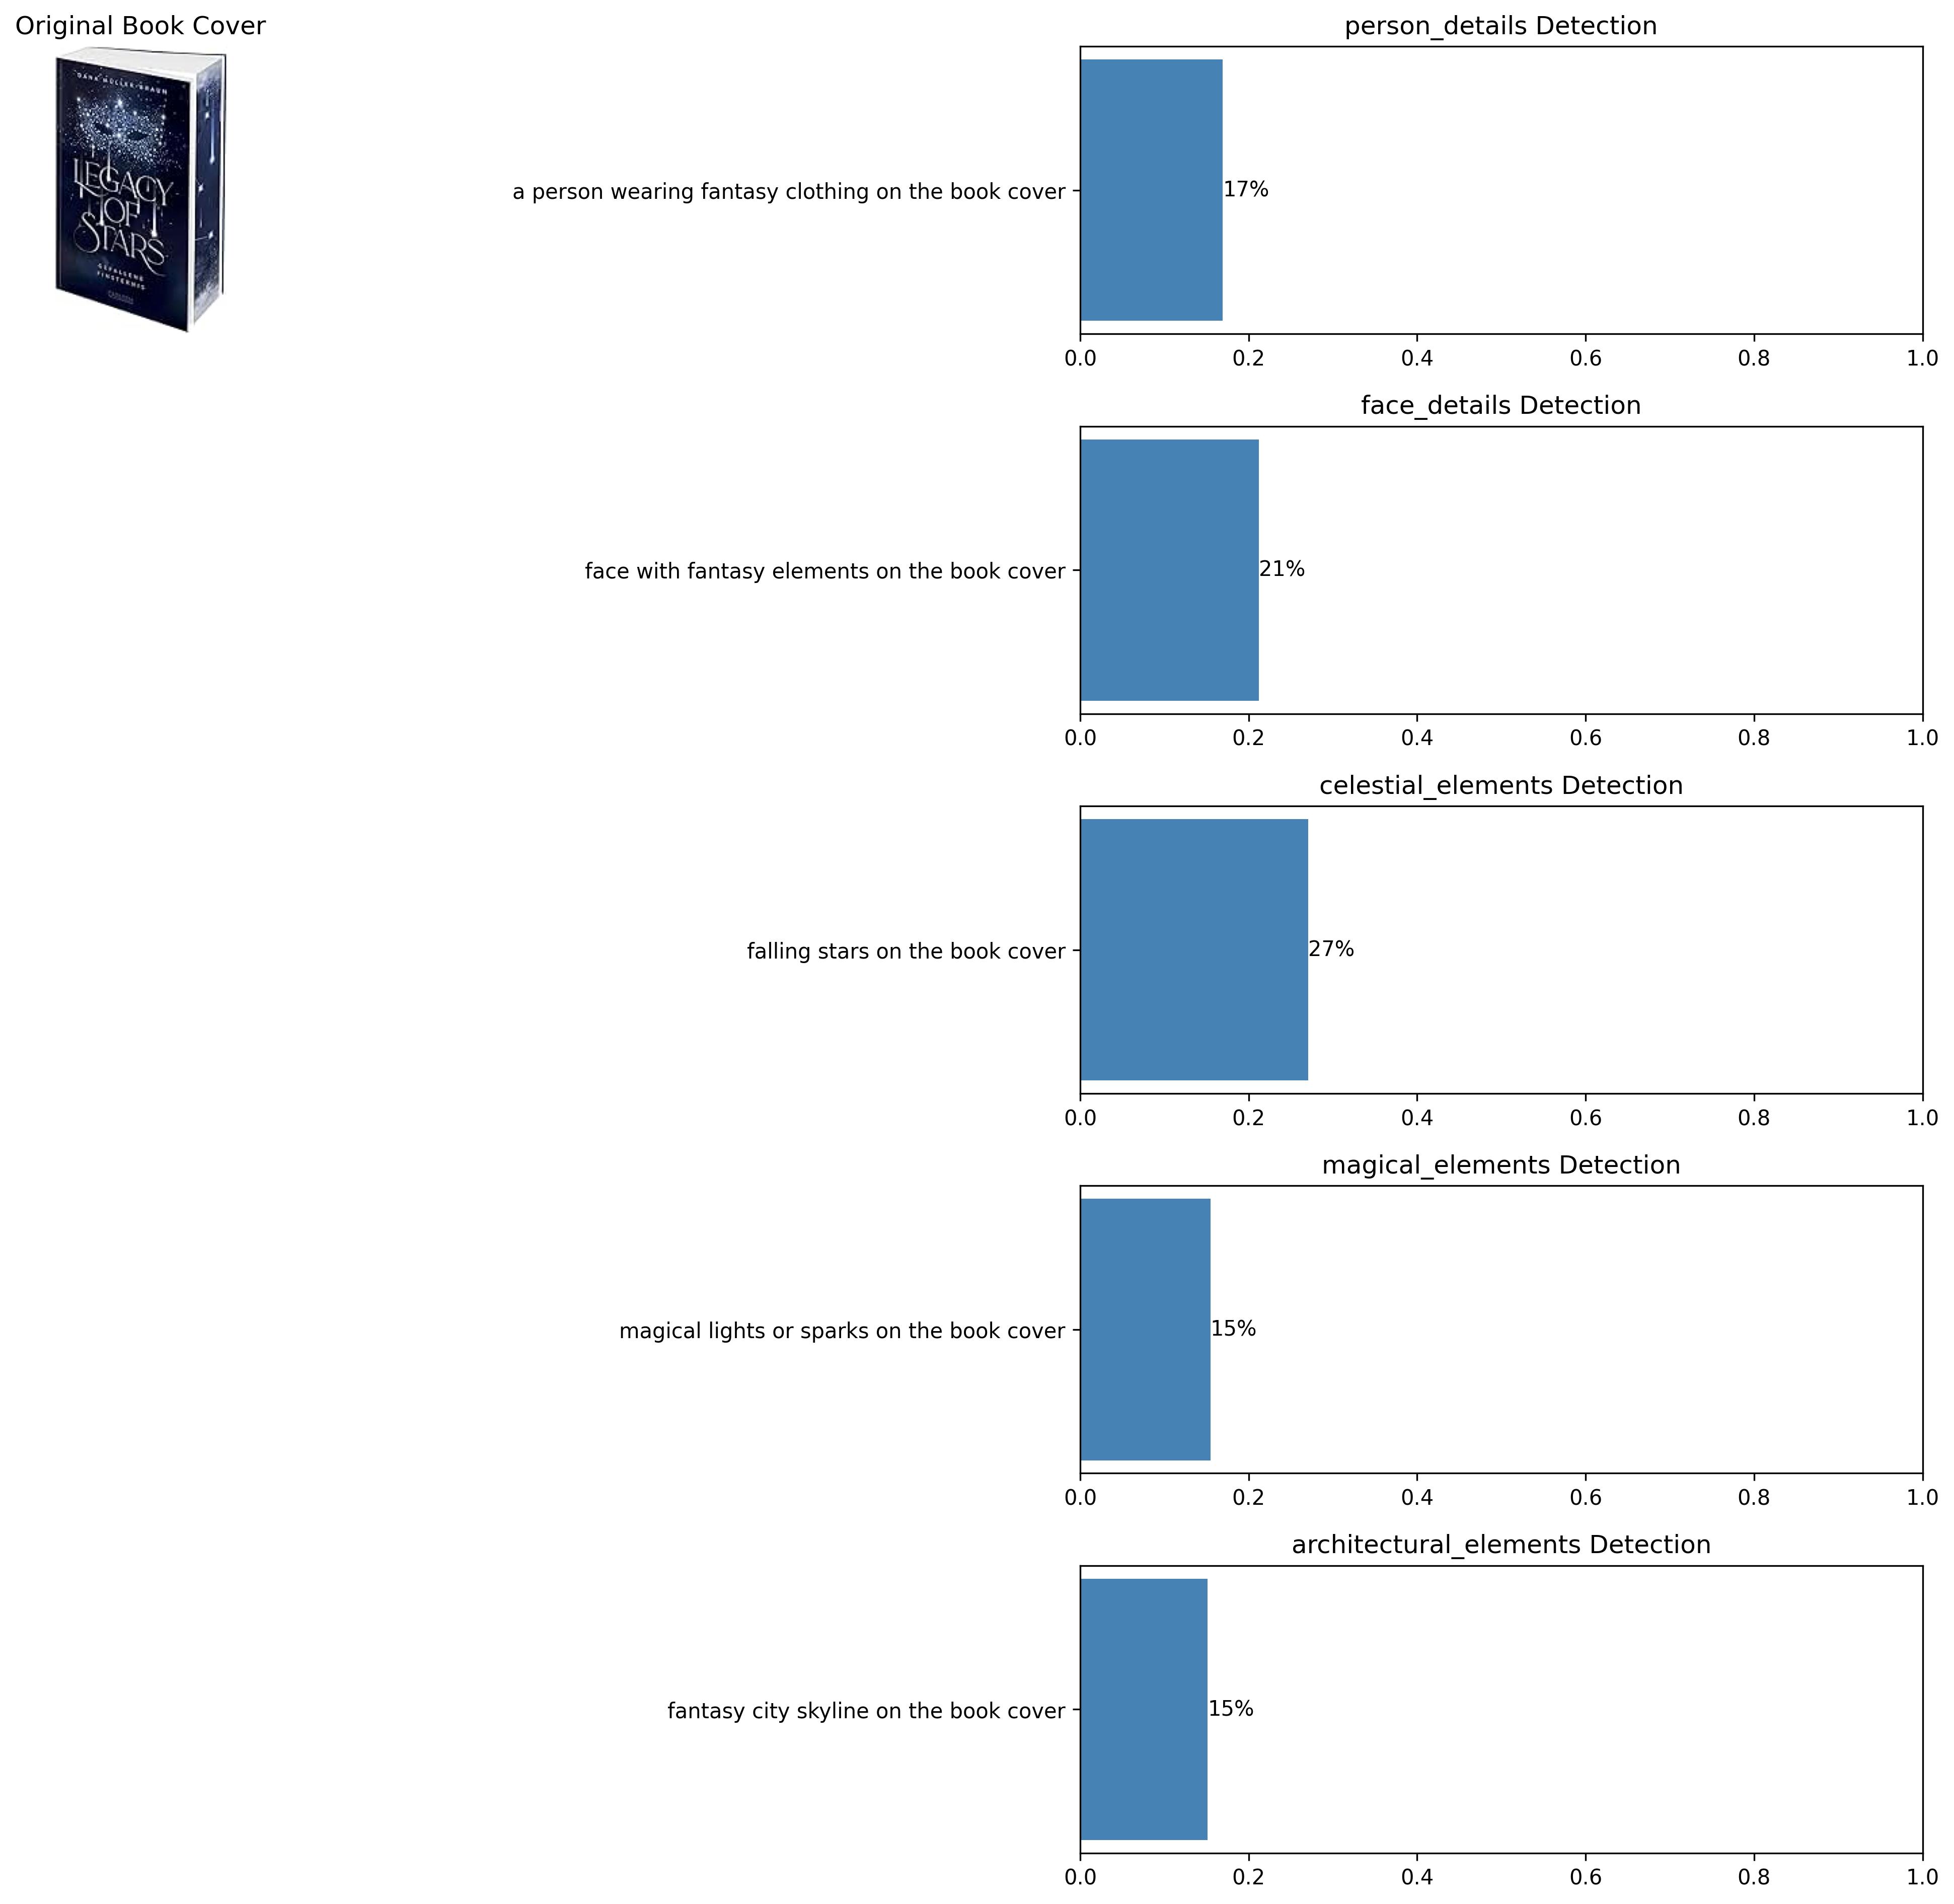 Original Book Cover
DANA MÜLLER-BRAUN
LEGACY
OF
STARS
GEFALLENE
FINSTERNIS
CARLSEN
person_details Detection
a person wearing fantasy clothing on the book cover
17%
0.0 0.2 0.4 0.6 0.8 1.0
face_details Detection
face with fantasy elements on the book cover
21%
0.0 0.2 0.4 0.6 0.8 1.0
celestial_elements Detection
falling stars on the book cover
27%
0.0 0.2 0.4 0.6 0.8 1.0
magical_elements Detection
magical lights or sparks on the book cover
15%
0.0 0.2 0.4 0.6 0.8 1.0
architectural_elements Detection
fantasy city skyline on the book cover
15%
0.0 0.2 0.4 0.6 0.8 1.0